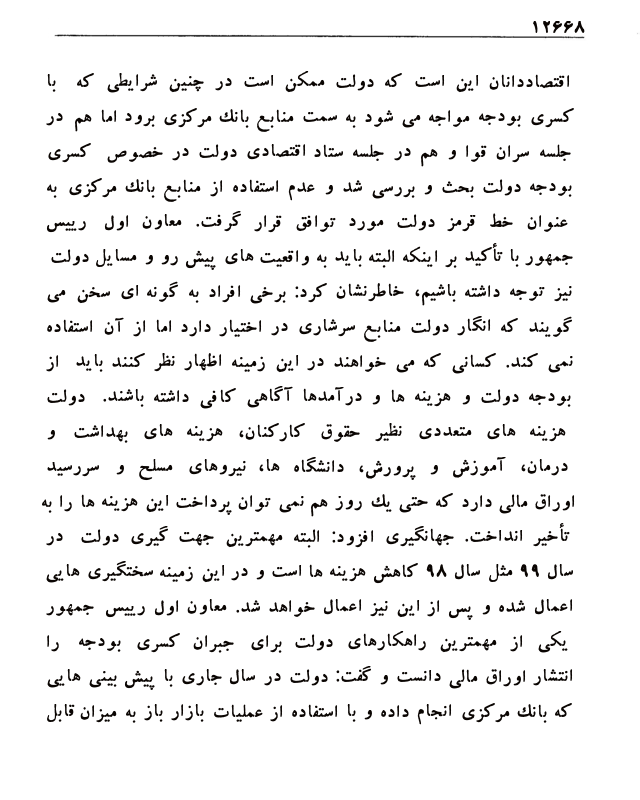 ۱۲۶۶۸
اقتصاددانان این است که دولت ممکن است در چنین شرایطی که با
کسری بودجه مواجه می شود به سمت منابع بانك مرکزی برود اما هم در
جلسه سران قوا و هم در جلسه ستاد اقتصادی دولت در خصوص کسری
بودجه دولت بحث و بررسی شد و عدم استفاده از منابع بانك مرکزی به
عنوان خط قرمز دولت مورد توافق قرار گرفت. معاون اول رییس
جمهور با تأکید بر اینکه البته باید به واقعیت های پیش رو و مسایل دولت
نیز توجه داشته باشیم، خاطرنشان کرد: برخی افراد به گونه ای سخن می
گویند که انگار دولت منابع سرشاری در اختیار دارد اما از آن استفاده
نمی کند. کسانی که می خواهند در این زمینه اظهار نظر کنند باید از
بودجه دولت و هزینه ها و درآمدها آگاهی کافی داشته باشند. دولت
هزینه های متعددی نظیر حقوق کارکنان، هزینه های بهداشت و
درمان، آموزش و پرورش، دانشگاه ها، نیروهای مسلح و سررسید
اوراق مالی دارد که حتی یك روز هم نمی توان پرداخت این هزینه ها را به
تأخیر انداخت. جهانگیری افزود: البته مهمترین جهت گیری دولت در
سال ۹۹ مثل سال ۹۸ کاهش هزینه ها است و در این زمینه سختگیری هایی
اعمال شده و پس از این نیز اعمال خواهد شد. معاون اول رییس جمهور
یکی از مهمترین راهکارهای دولت برای جبران کسری بودجه را
انتشار اوراق مالی دانست و گفت: دولت در سال جاری با پیش بینی هایی
که بانك مرکزی انجام داده و با استفاده از عملیات بازار باز به میزان قابل